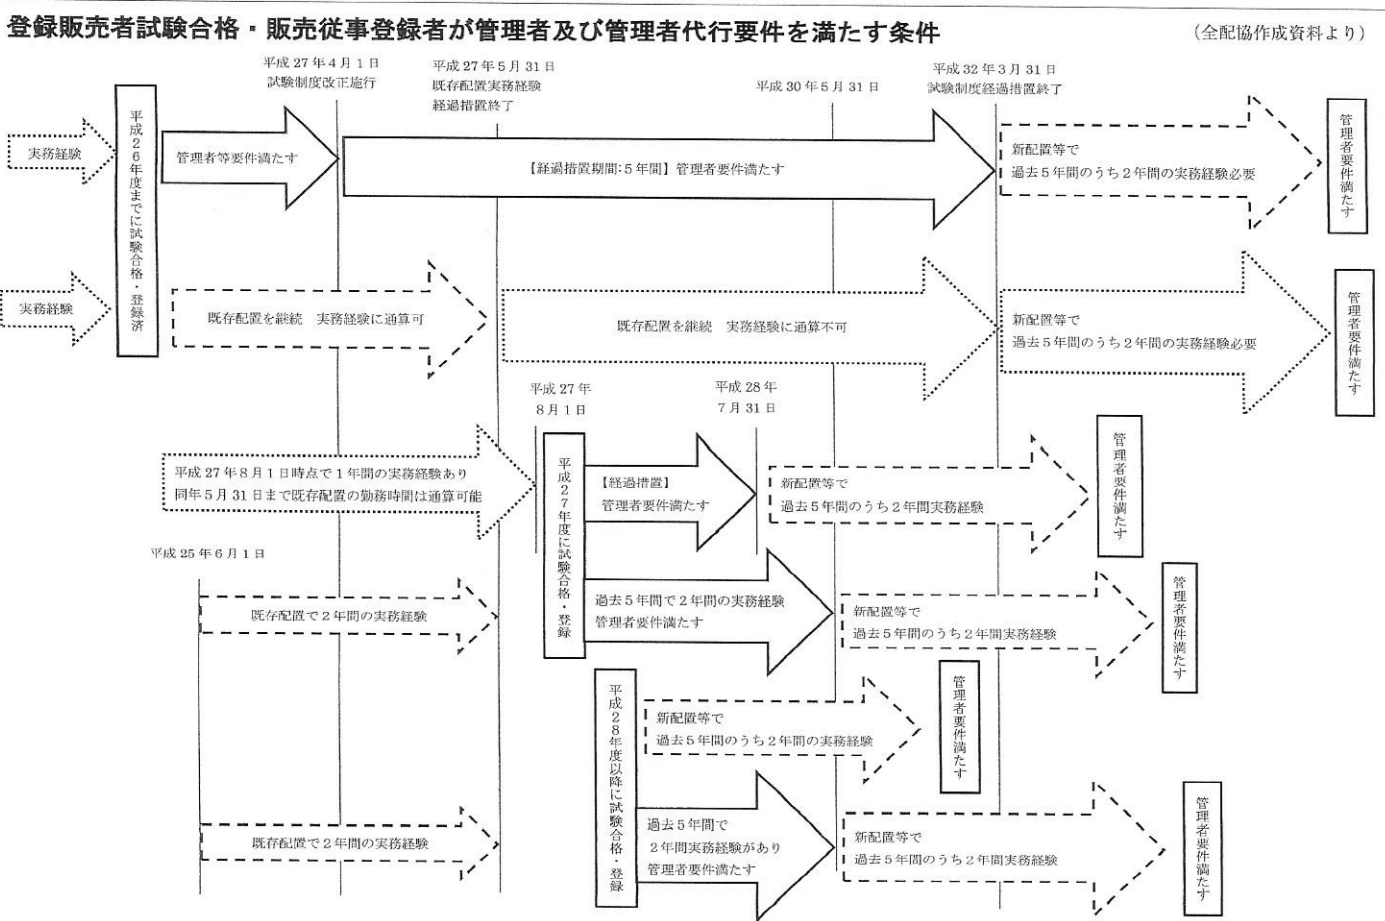 登録販売者試験合格・販売従事登録者が管理者及び管理者代行要件を満たす条件
（全配協作成資料より）
平成27年4月1日
試験制度改正施行
平成27年5月31日
既存配置実務経験
経過措置終了
平成30年5月31日
平成32年3月31日
試験制度経過措置終了
実務経験
平成26年度までに試験合格・登録済
管理者等要件満たす
【経過措置期間:5年間】管理者要件満たす
新配置等で
過去5年間のうち2年間の実務経験必要
管理者要件満たす
実務経験
既存配置を継続　実務経験に通算可
既存配置を継続　実務経験に通算不可
新配置等で
過去5年間のうち2年間の実務経験必要
管理者要件満たす
平成27年
8月1日
平成28年
7月31日
平成27年8月1日時点で1年間の実務経験あり
同年5月31日まで既存配置の勤務時間は通算可能
平成27年度に試験合格・登録
【経過措置】
管理者要件満たす
新配置等で
過去5年間のうち2年間実務経験
管理者要件満たす
平成25年6月1日
既存配置で2年間の実務経験
過去5年間で2年間の実務経験
管理者要件満たす
新配置等で
過去5年間のうち2年間実務経験
管理者要件満たす
平成28年度以降に試験合格・登録
新配置等で
過去5年間のうち2年間の実務経験
管理者要件満たす
既存配置で2年間の実務経験
過去5年間で
2年間実務経験があり
管理者要件満たす
新配置等で
過去5年間のうち2年間実務経験
管理者要件満たす